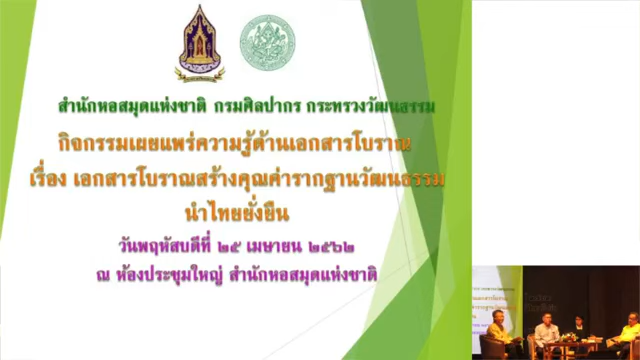 สำนักหอสมุดแห่งชาติ กรมศิลปากร กระทรวงวัฒนธรรม
กิจกรรมเผยแพร่ความรู้ด้านเอกสารโบราณ
เรื่อง เอกสารโบราณสร้างคุณค่ารากฐานวัฒนธรรม
นำไทยยั่งยืน
วันพฤหัสบดีที่ ๒๕ เมษายน ๒๕๖๒
ณ ห้องประชุมใหญ่ สำนักหอสมุดแห่งชาติ